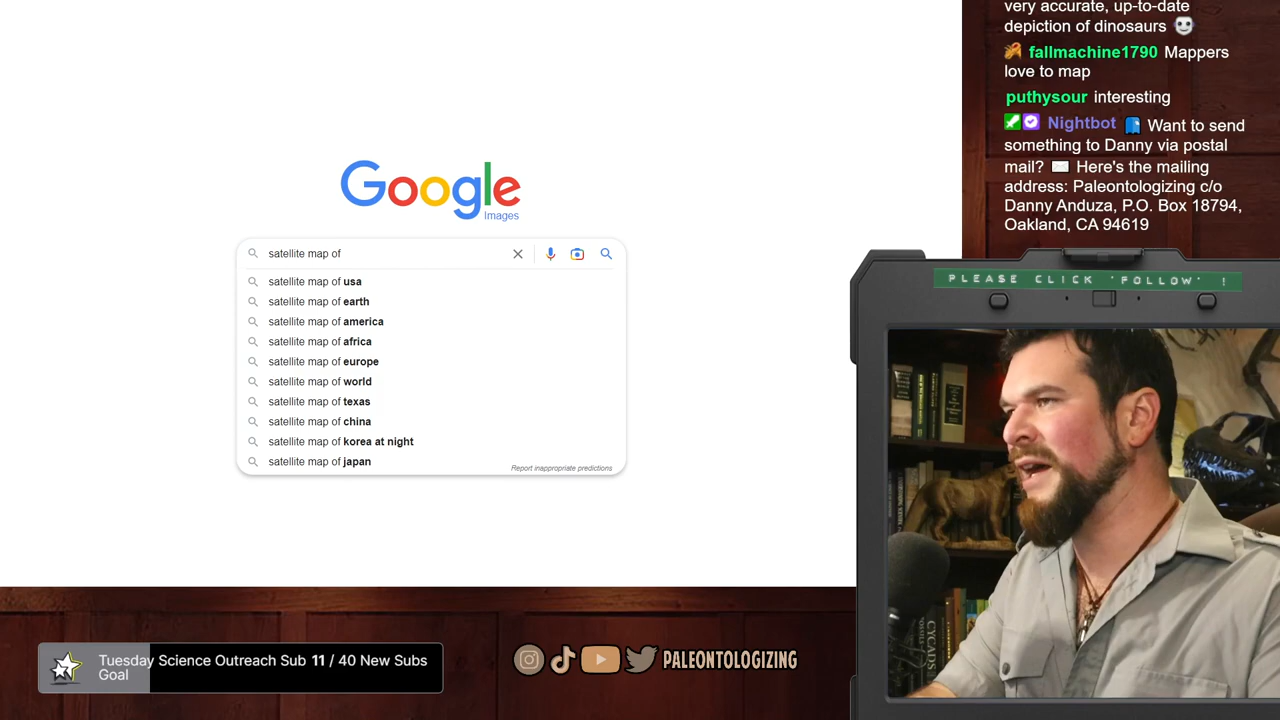 very accurate, up-to-date
depiction of dinosaurs
fallmachine1790 Mappers
love to map
puthysour interesting
Nightbot Want to send
something to Danny via postal
mail? Here's the mailing
address: Paleontologizing c/o
Danny Anduza, P.O. Box 18794,
Oakland, CA 94619
Google
Images
satellite map of
satellite map of usa
satellite map of earth
satellite map of america
satellite map of africa
satellite map of europe
satellite map of world
satellite map of texas
satellite map of china
satellite map of korea at night
satellite map of japan
Report inappropriate predictions
PLEASE CLICK 'FOLLOW' !
CYCADS
Tuesday Science Outreach Sub 11 / 40 New Subs
Goal
PALEONTOLOGIZING